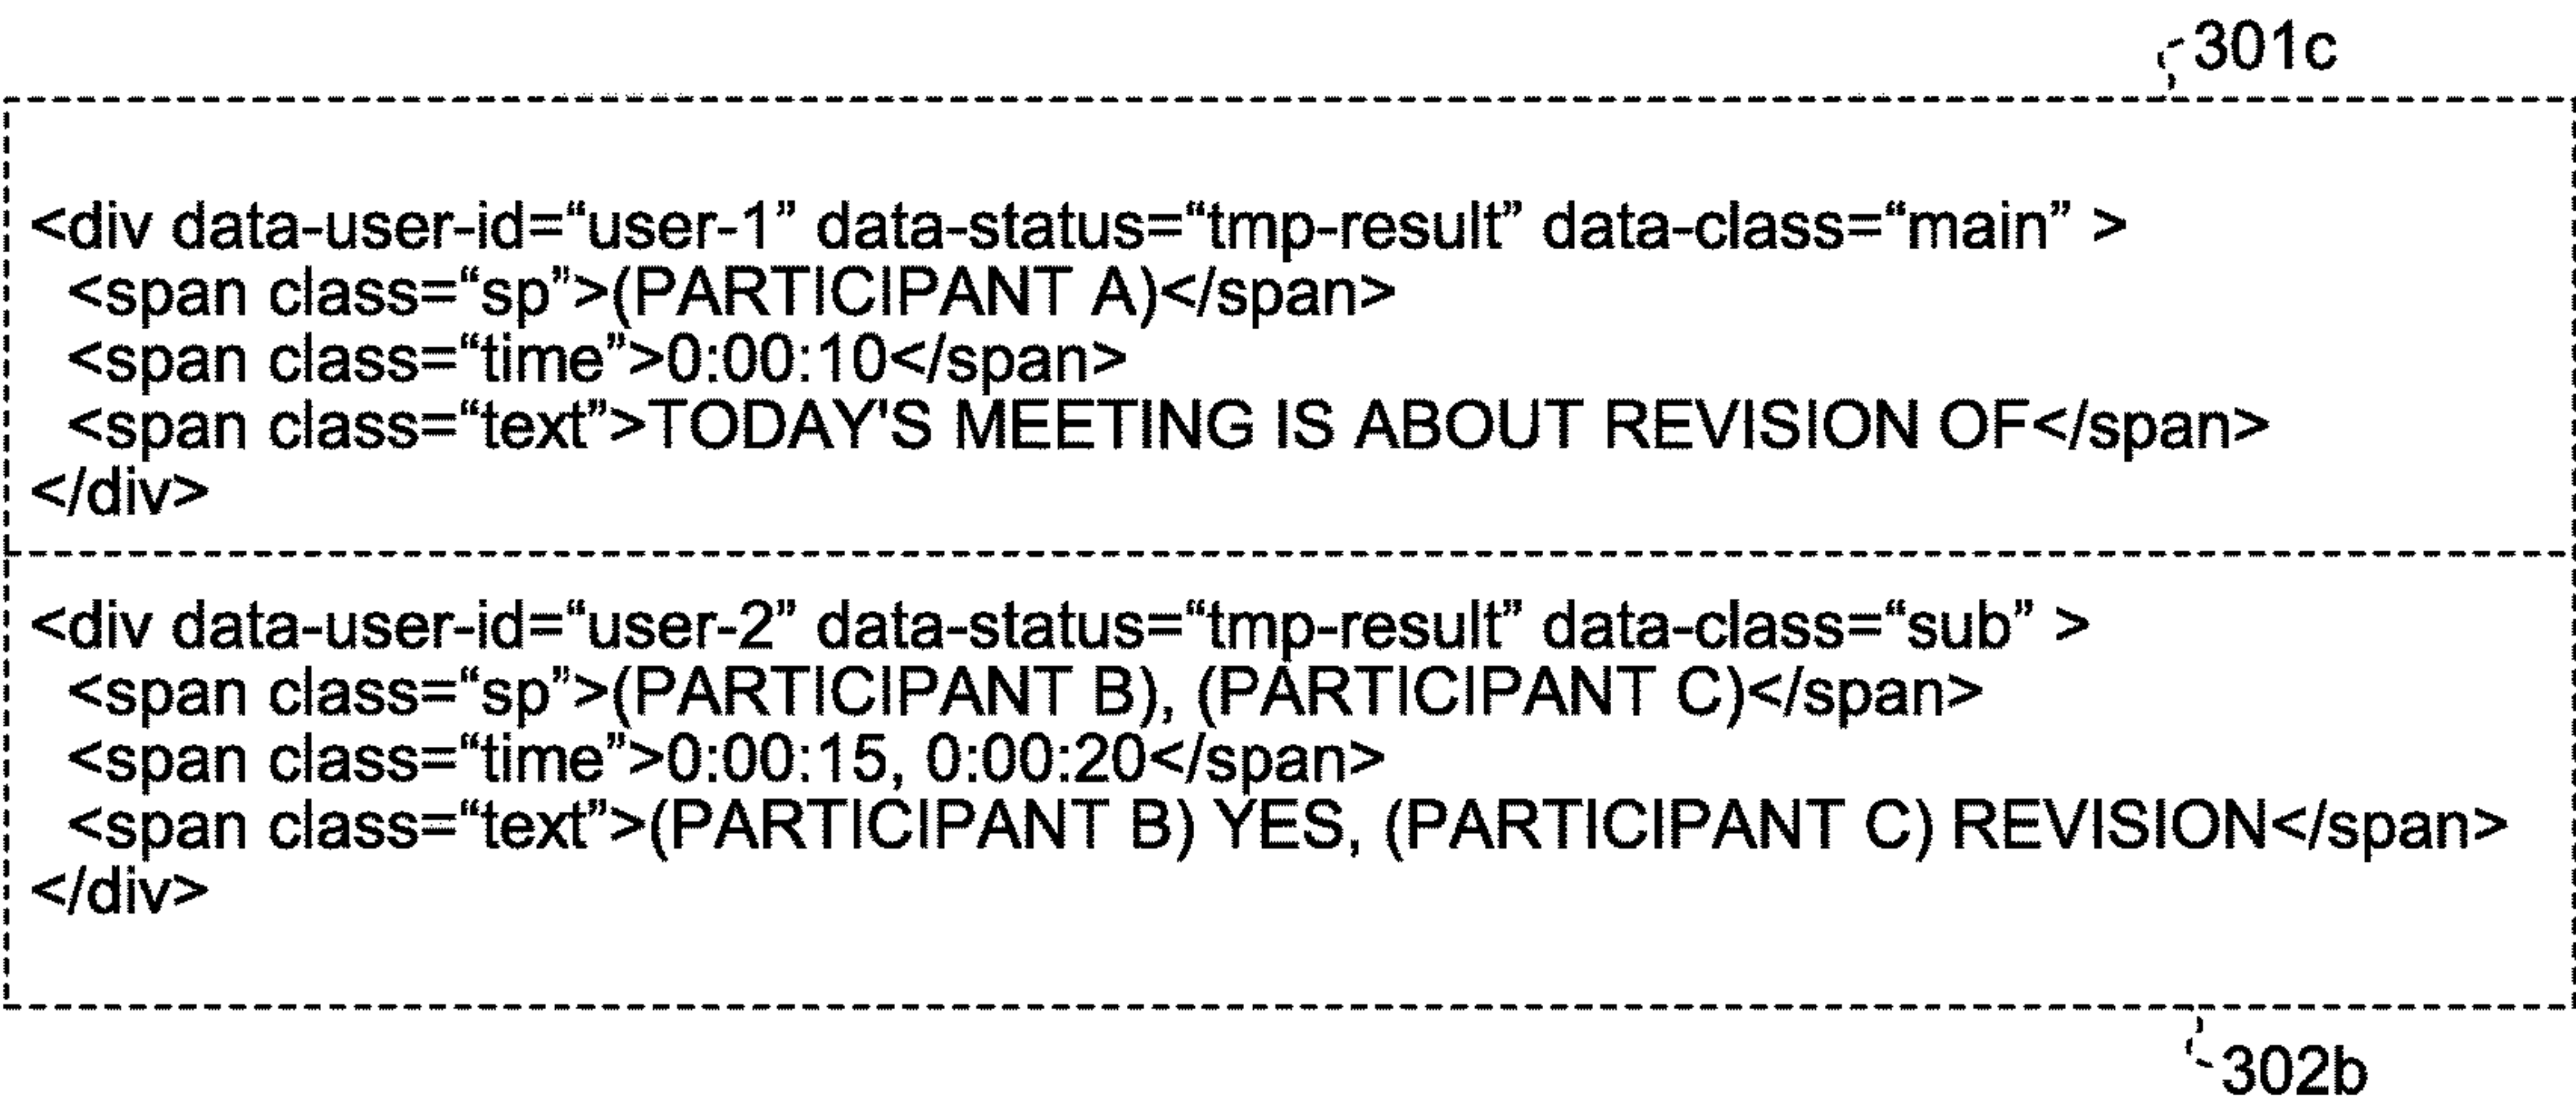 301c
<div data-user-id=“user-1” data-status=“tmp-result” data-class=“main” >
<span class=“sp”>(PARTICIPANT A)</span>
<span class=“time”>0:00:10</span>
<span class=“text”>TODAY'S MEETING IS ABOUT REVISION OF</span>
</div>
<div data-user-id=“user-2” data-status=“tmp-result” data-class=“sub” >
<span class=“sp”>(PARTICIPANT B), (PARTICIPANT C)</span>
<span class=“time”>0:00:15, 0:00:20</span>
<span class=“text”>(PARTICIPANT B) YES, (PARTICIPANT C) REVISION</span>
</div>
302b